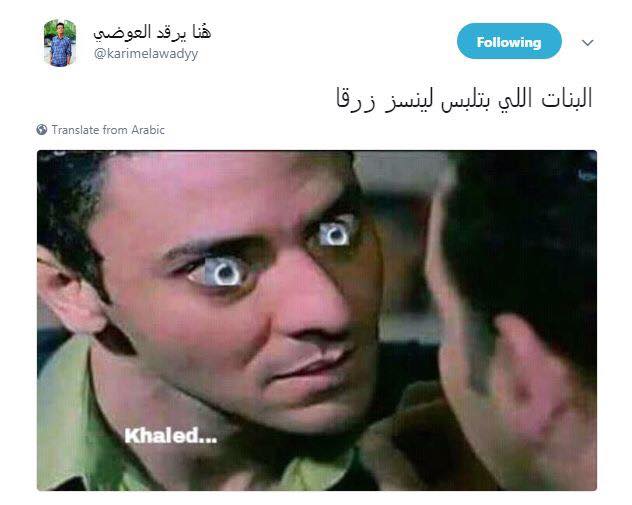 هُنا يرقد العوضي
@karimelawadyy
Following
البنات اللي بتلبس لينسز زرقا
Translate from Arabic
Khaled...